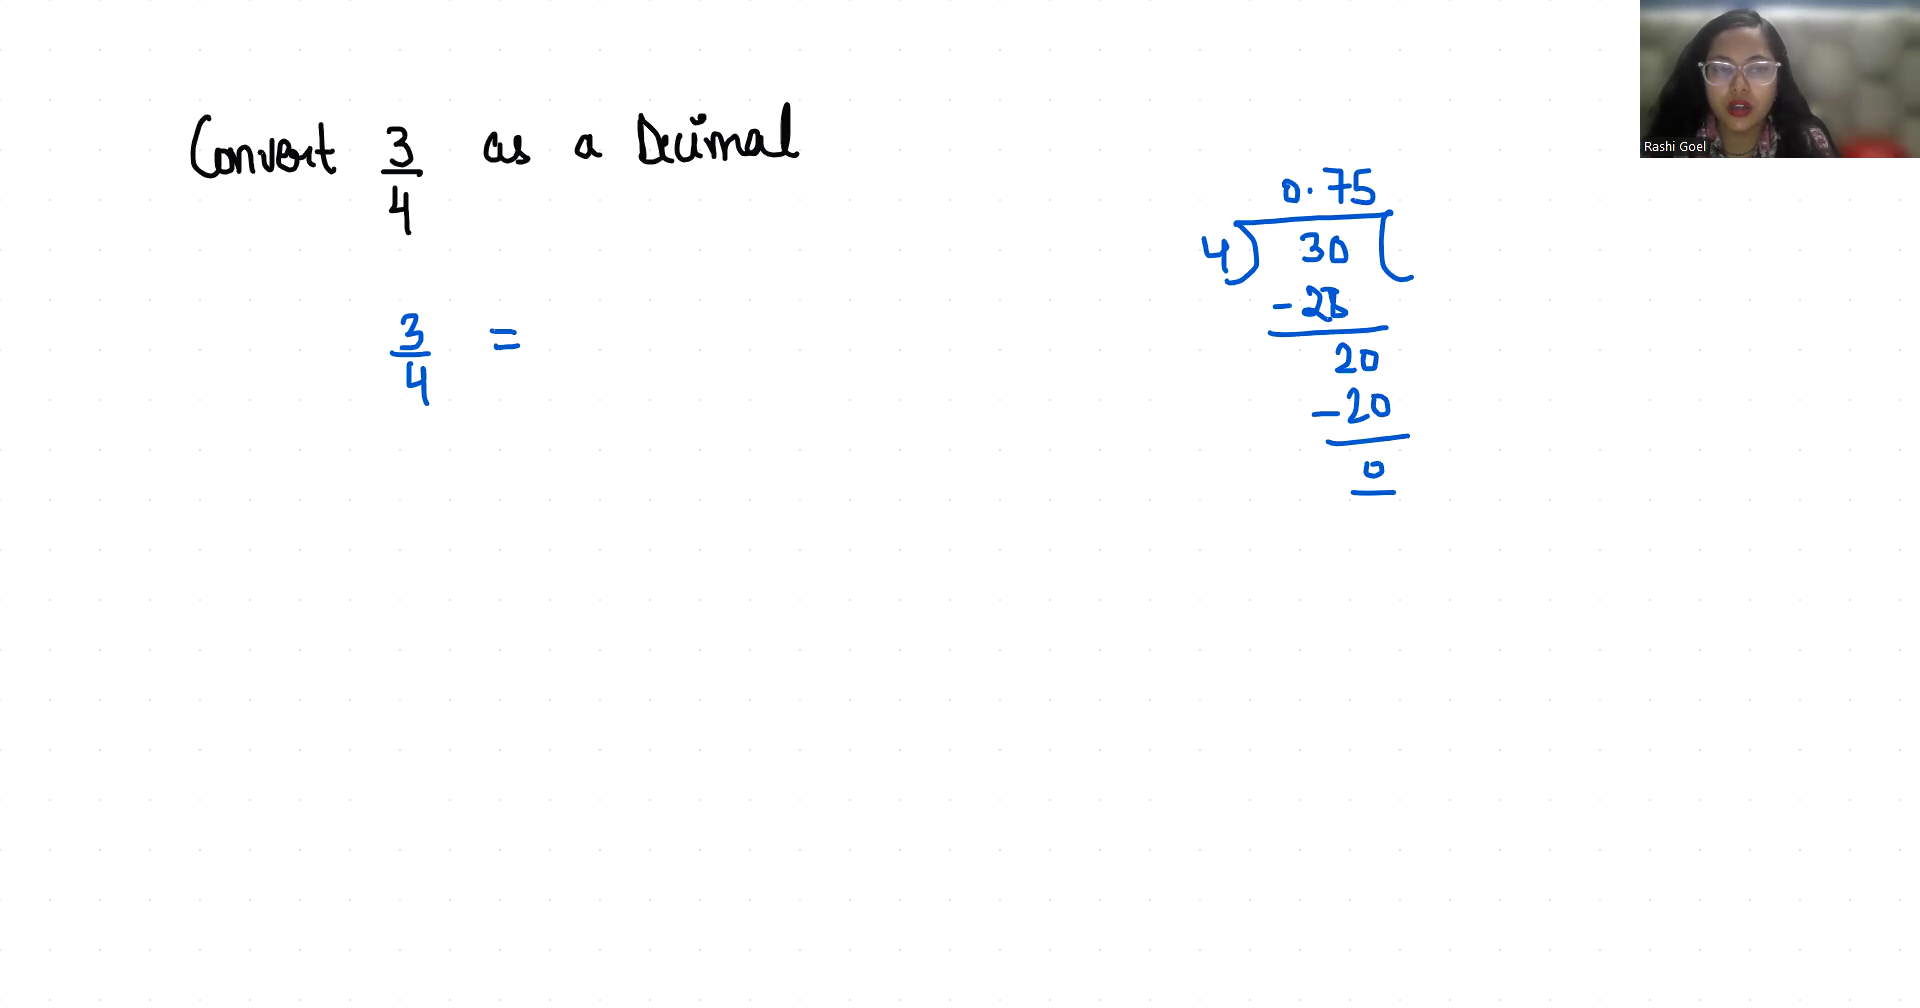 Convert 3/4 as a Decimal
3/4 =
0.75
4) 30 (
- 28
20
- 20
0
Rashi Goel